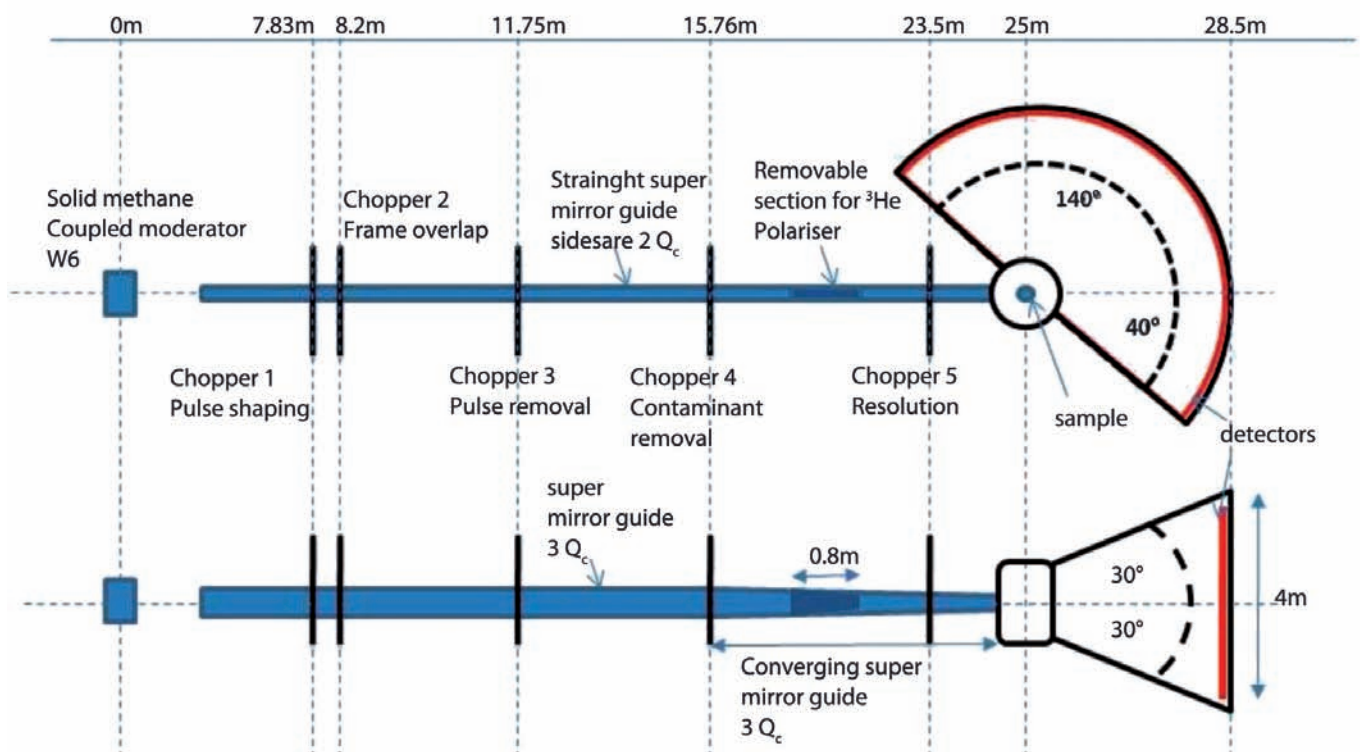 0m
7.83m
8.2m
11.75m
15.76m
23.5m
25m
28.5m
Solid methane
Coupled moderator
W6
Chopper 2
Frame overlap
Strainght super
mirror guide
sidesare 2 Qc
Removable
section for ³He
Polariser
140º
40º
Chopper 1
Pulse shaping
Chopper 3
Pulse removal
Chopper 4
Contaminant
removal
Chopper 5
Resolution
sample
detectors
super
mirror guide
3 Qc
0.8m
30°
30°
4m
Converging super
mirror guide
3 Qc